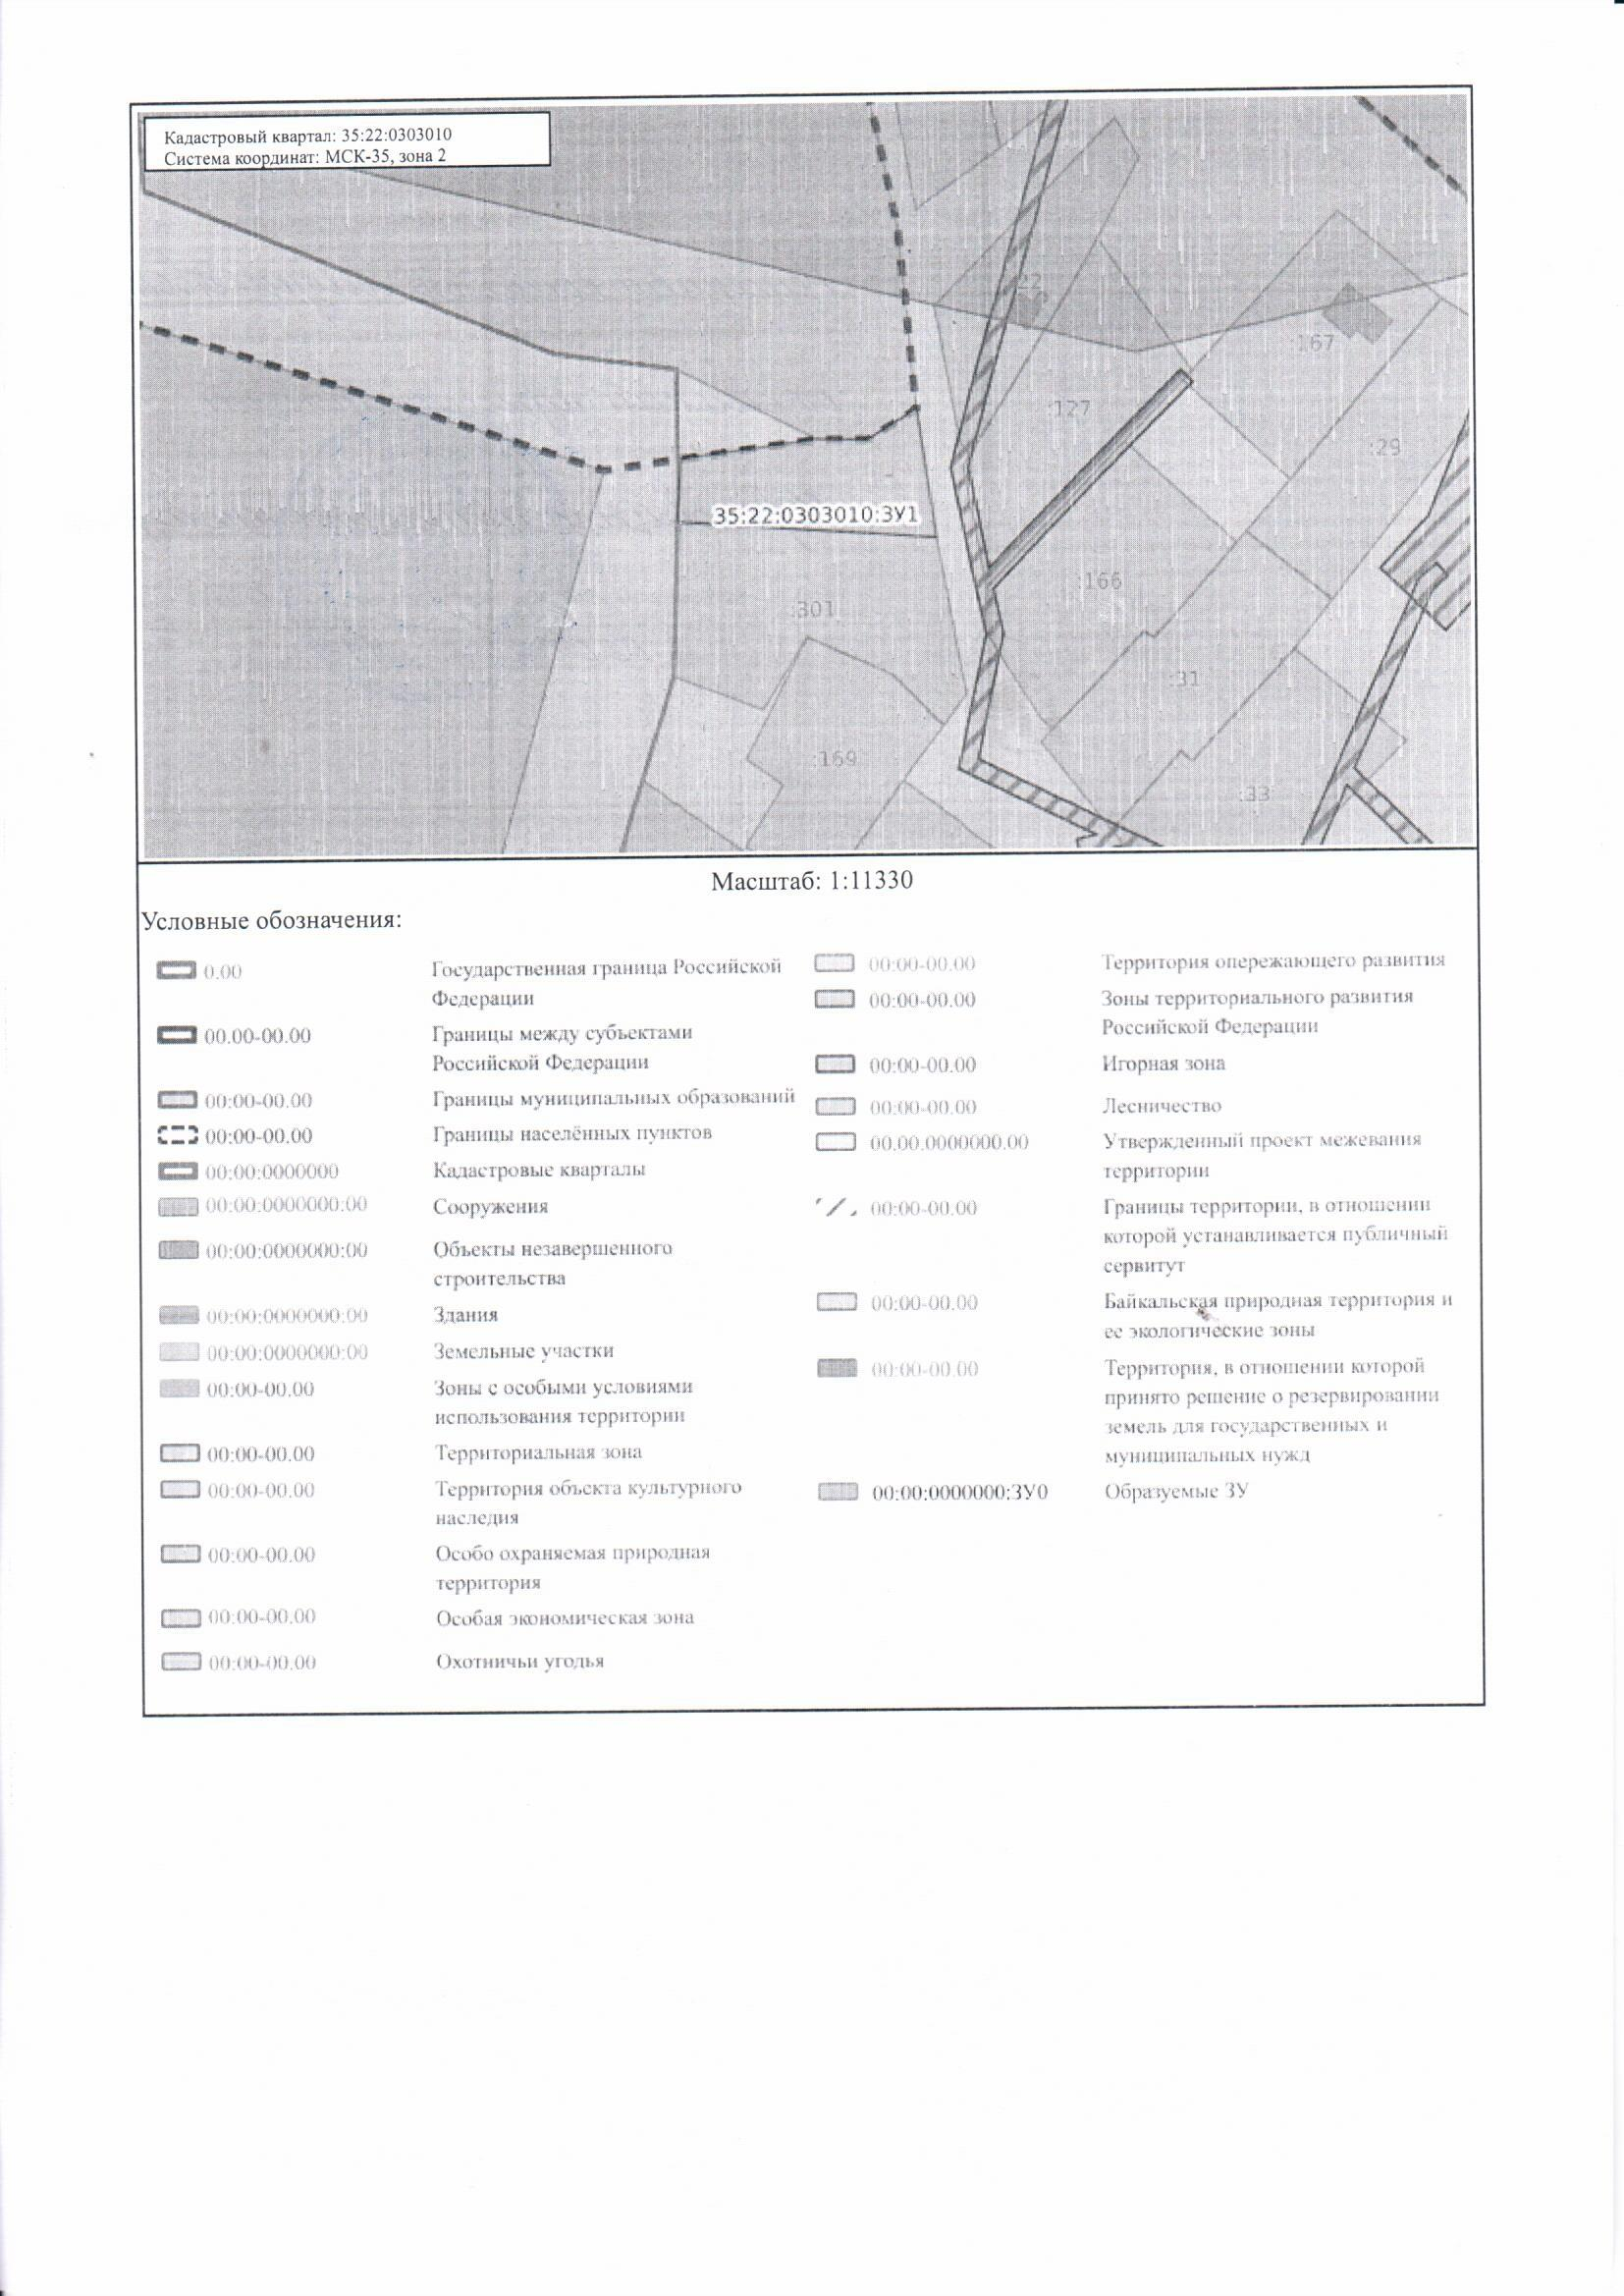 Кадастровый квартал: 35:22:0303010
Система координат: МСК-35, зона 2
:22
:167
:127
:29
35:22:0303010:ЗУ1
:166
:301
:31
:169
:33
Масштаб: 1:11330
Условные обозначения:
0.00
Государственная граница Российской
Федерации
00.00-00.00
Границы между субъектами
Российской Федерации
00:00-00.00
Границы муниципальных образований
00:00-00.00
Границы населённых пунктов
00:00:0000000
Кадастровые кварталы
00:00:0000000:00
Сооружения
00:00:0000000:00
Объекты незавершенного
строительства
00:00:0000000:00
Здания
00:00:0000000:00
Земельные участки
00:00-00.00
Зоны с особыми условиями
использования территории
00:00-00.00
Территориальная зона
00:00-00.00
Территория объекта культурного
наследия
00:00-00.00
Особо охраняемая природная
территория
00:00-00.00
Особая экономическая зона
00:00-00.00
Охотничьи угодья
00:00-00.00
Территория опережающего развития
00:00-00.00
Зоны территориального развития
Российской Федерации
00:00-00.00
Игорная зона
00:00-00.00
Лесничество
00.00.0000000.00
Утвержденный проект межевания
территории
00:00-00.00
Границы территории, в отношении
которой устанавливается публичный
сервитут
00:00-00.00
Байкальская природная территория и
ее экологические зоны
00:00-00.00
Территория, в отношении которой
принято решение о резервировании
земель для государственных и
муниципальных нужд
00:00:0000000:ЗУ0
Образуемые ЗУ